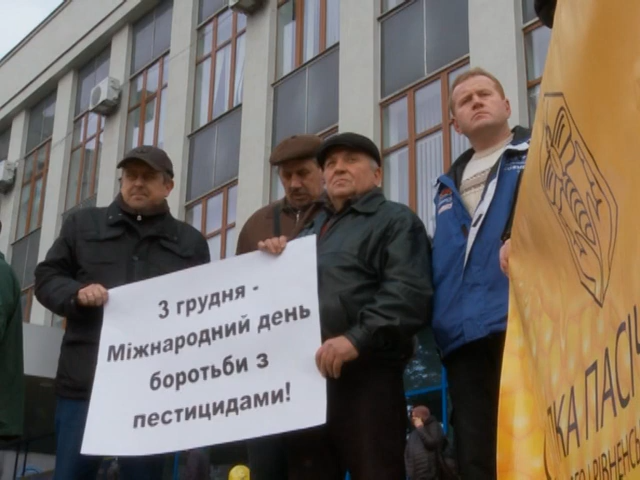 3 грудня -
Міжнародний день
боротьби з
пестицидами!